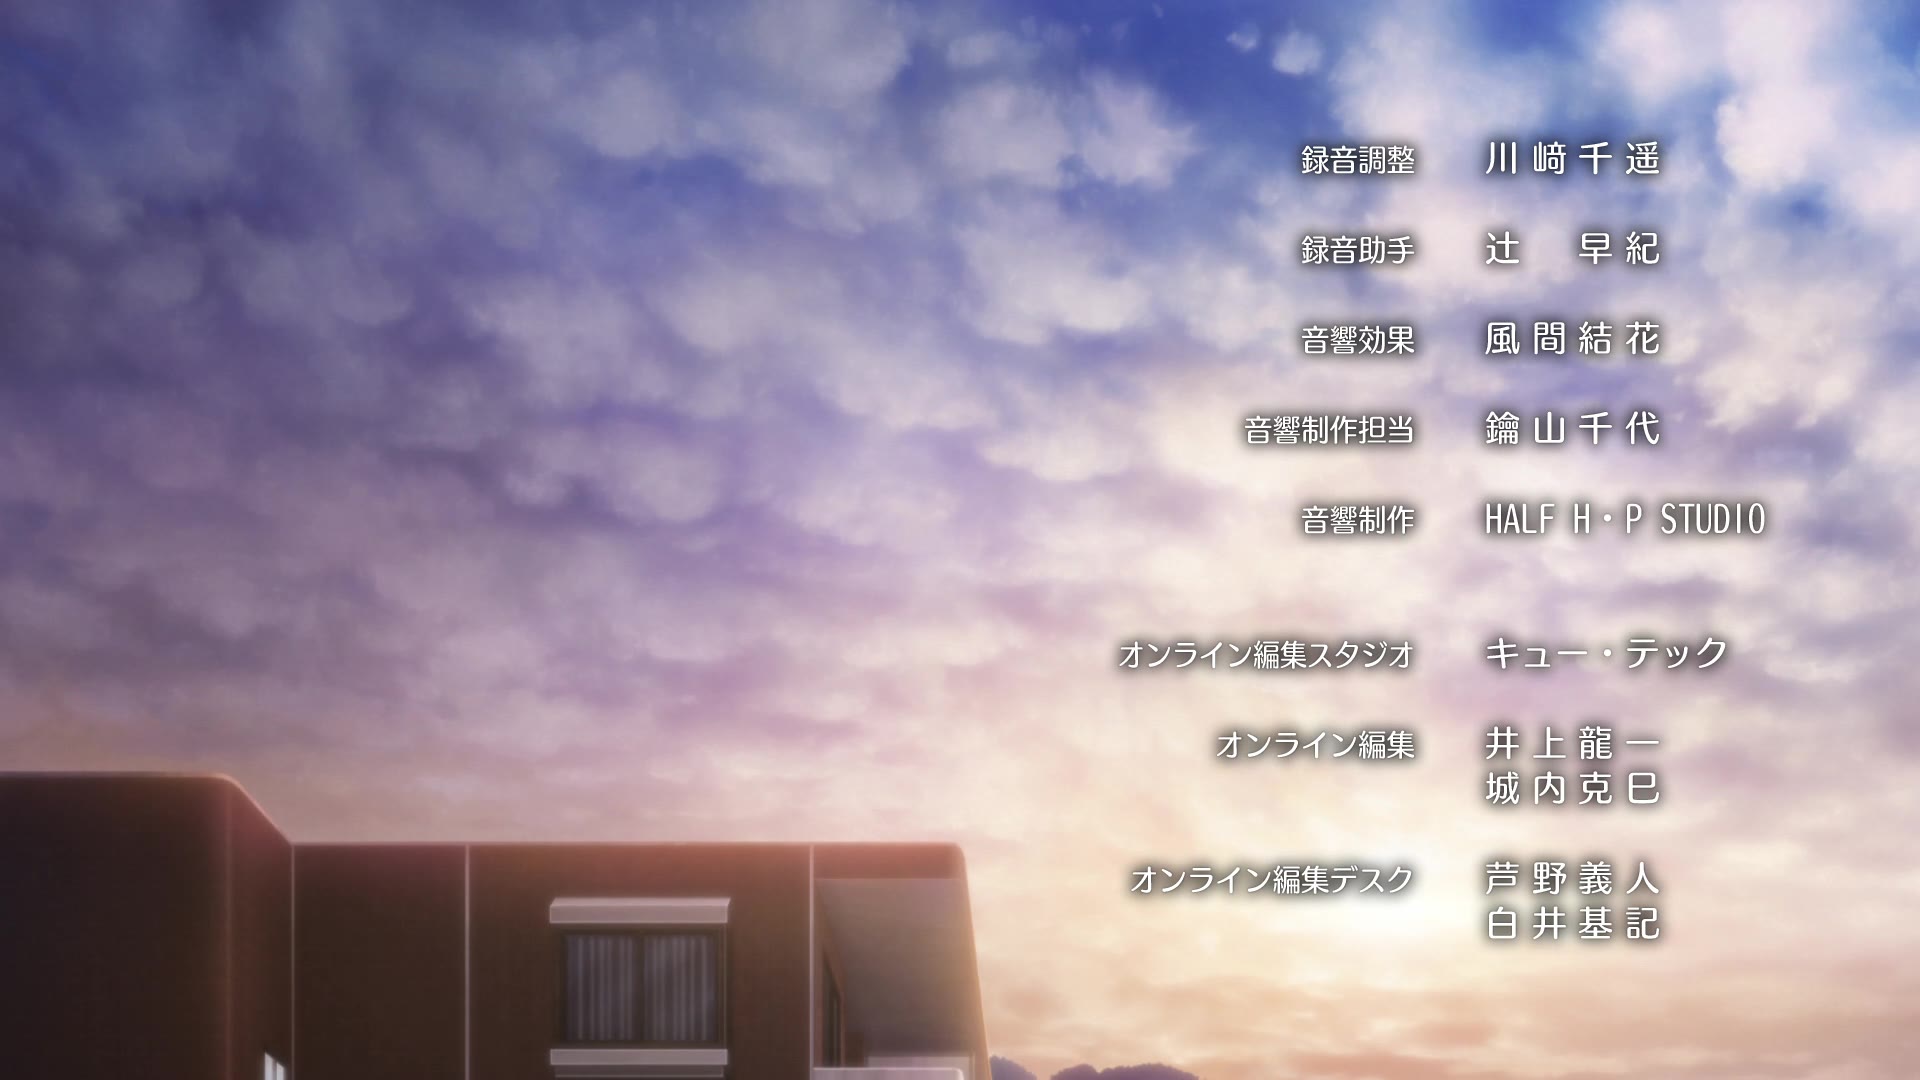 録音調整 川﨑千遥
録音助手 辻 早紀
音響効果 風間結花
音響制作担当 鑰山千代
音響制作 HALF H・P STUDIO
オンライン編集スタジオ キュー・テック
オンライン編集 井上龍一
城内克巳
オンライン編集デスク 芦野義人
白井基記